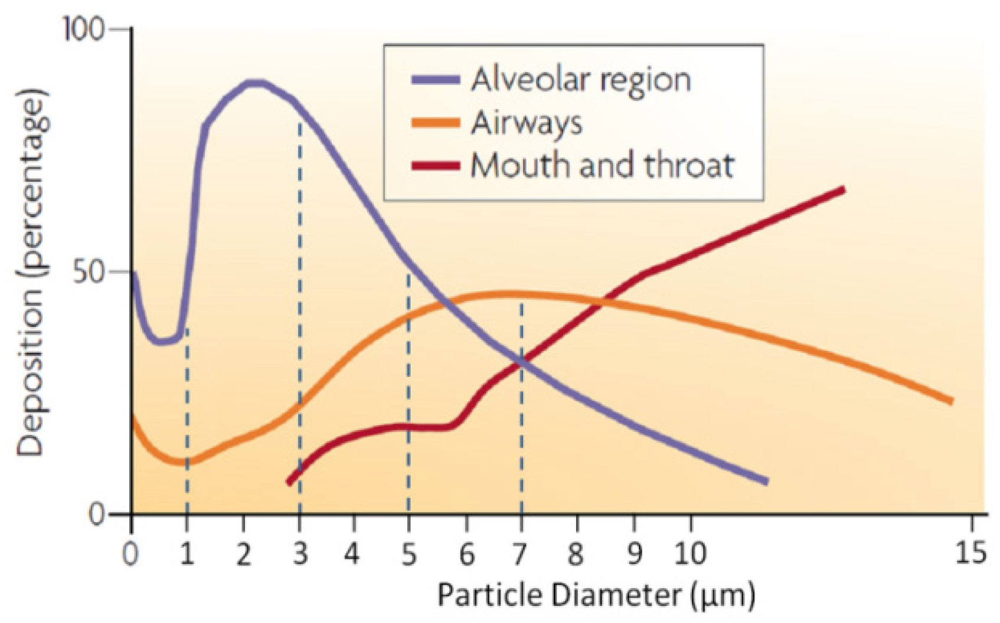 100
50
0
Deposition (percentage)
Alveolar region
Airways
Mouth and throat
0 1 2 3 4 5 6 7 8 9 10 15
Particle Diameter (μm)